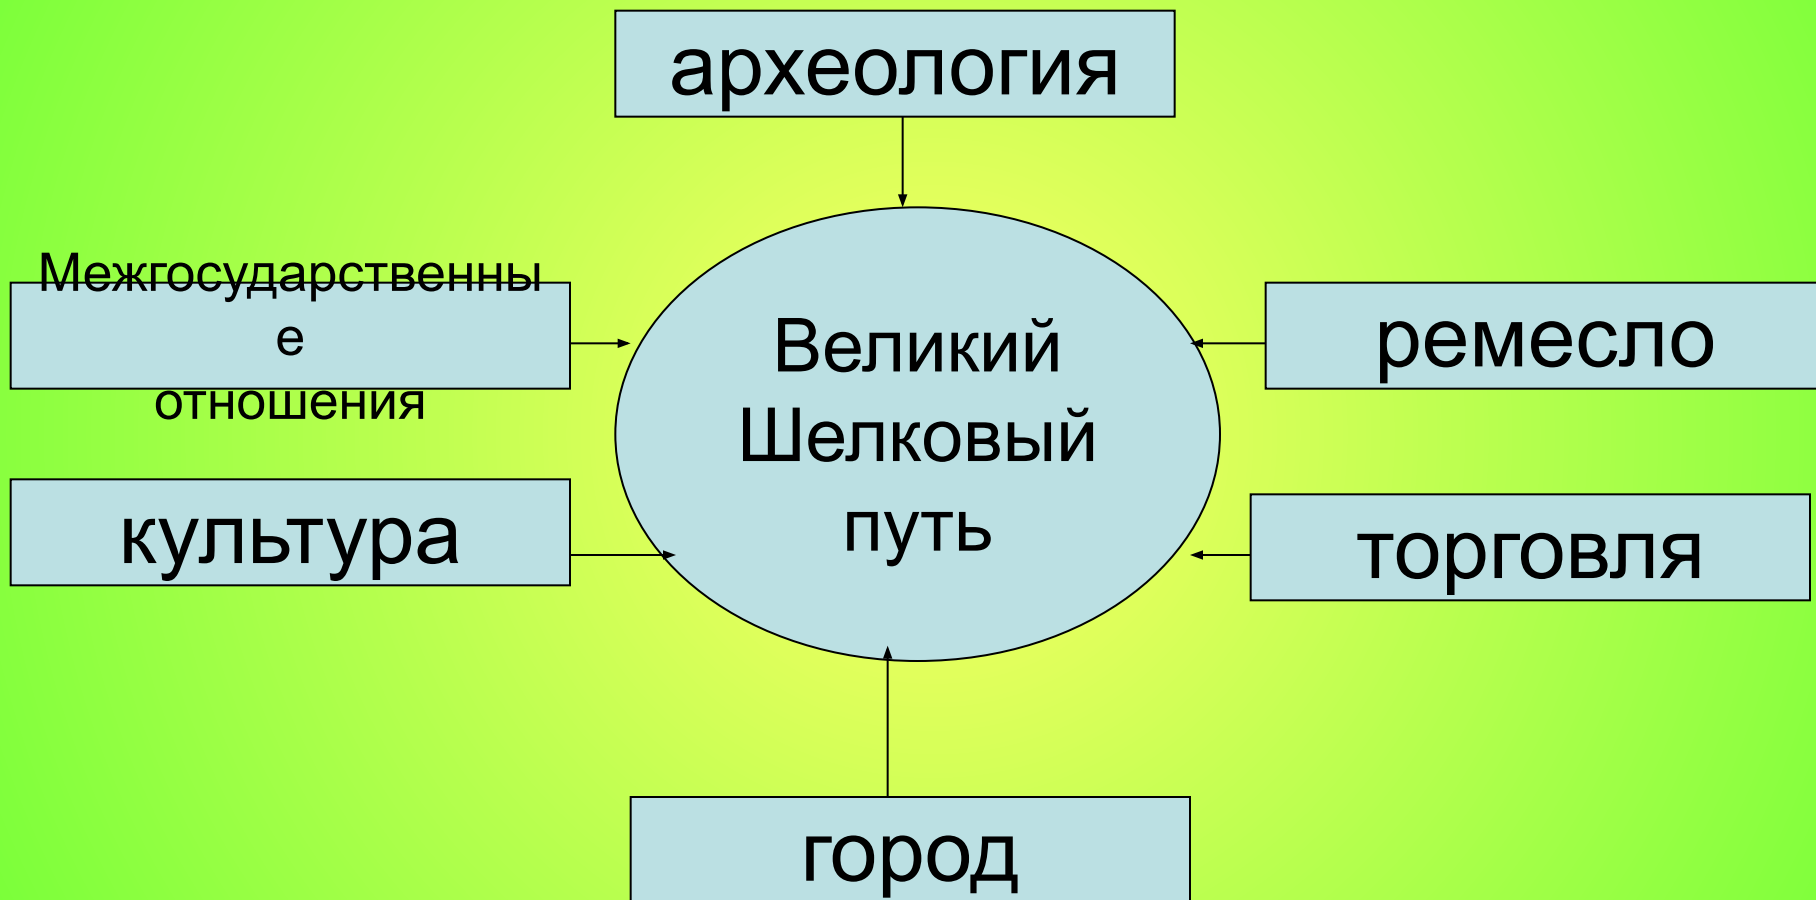 археология
Межгосударственны
е
отношения
Великий
Шелковый
путь
ремесло
культура
торговля
город